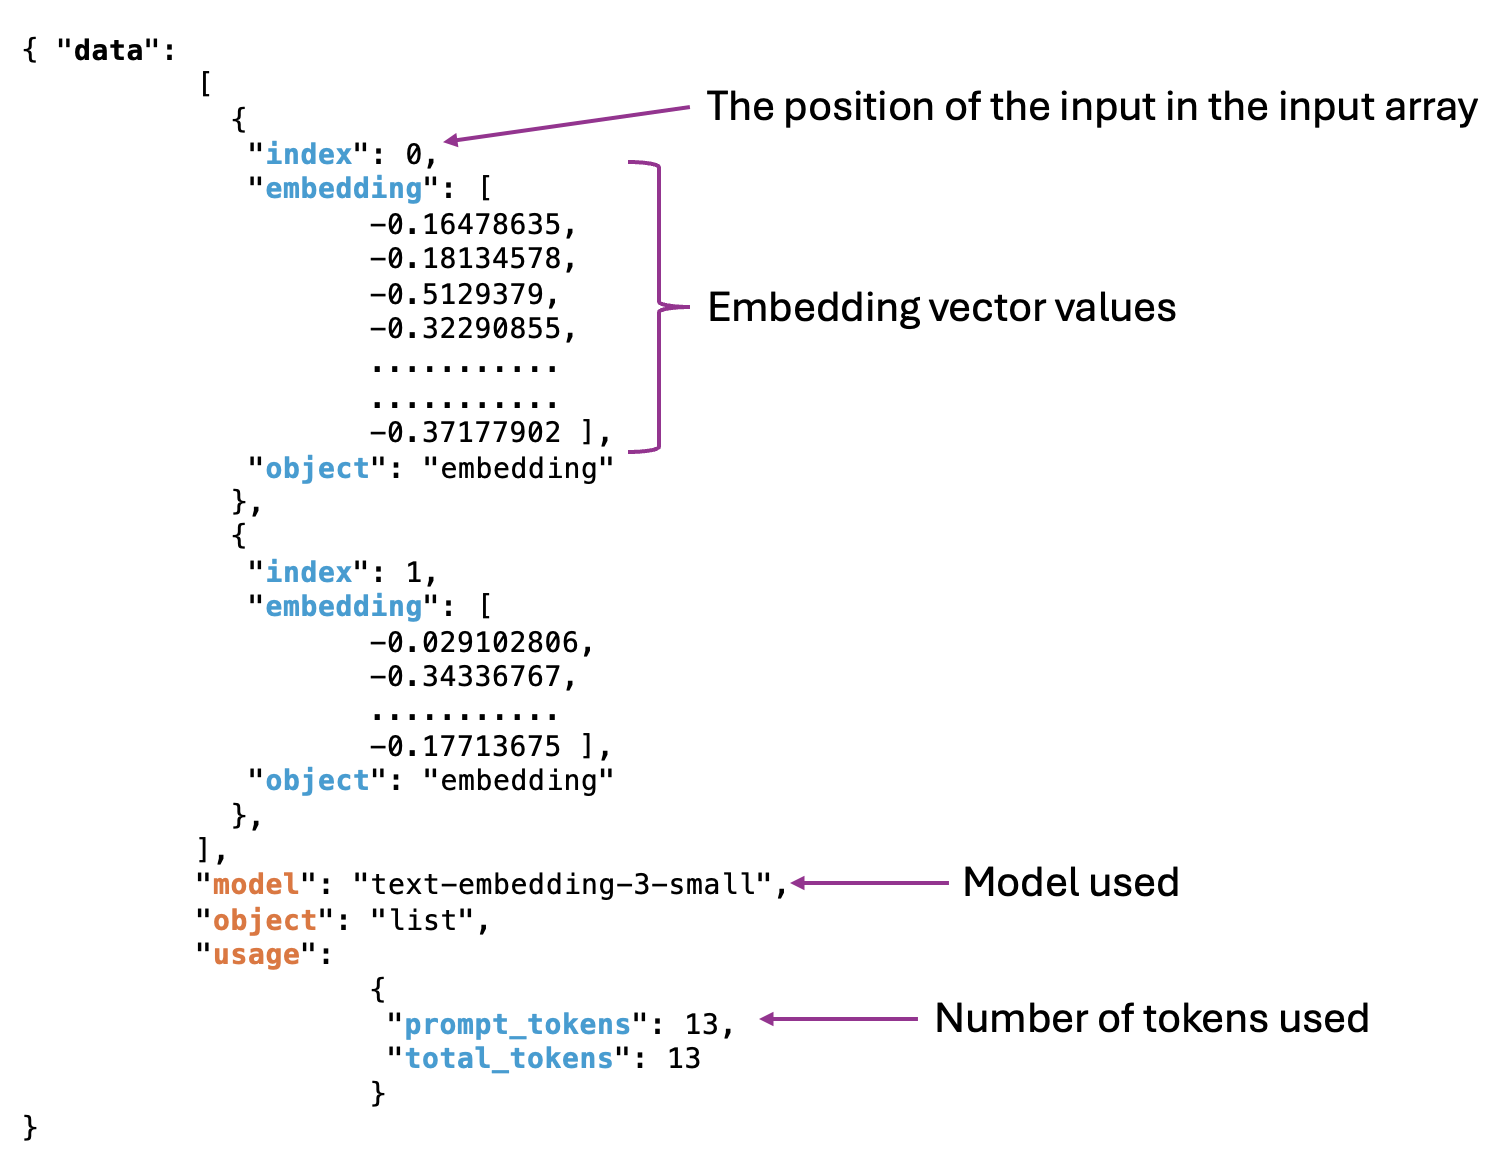 { "data":
[
{
The position of the input in the input array
"index": 0,
"embedding": [
-0.16478635,
-0.18134578,
-0.5129379,
Embedding vector values
-0.32290855,
...........
...........
-0.37177902 ],
"object": "embedding"
},
{
"index": 1,
"embedding": [
-0.029102806,
-0.34336767,
...........
-0.17713675 ],
"object": "embedding"
},
],
"model": "text-embedding-3-small",
Model used
"object": "list",
"usage":
{
"prompt_tokens": 13,
Number of tokens used
"total_tokens": 13
}
}